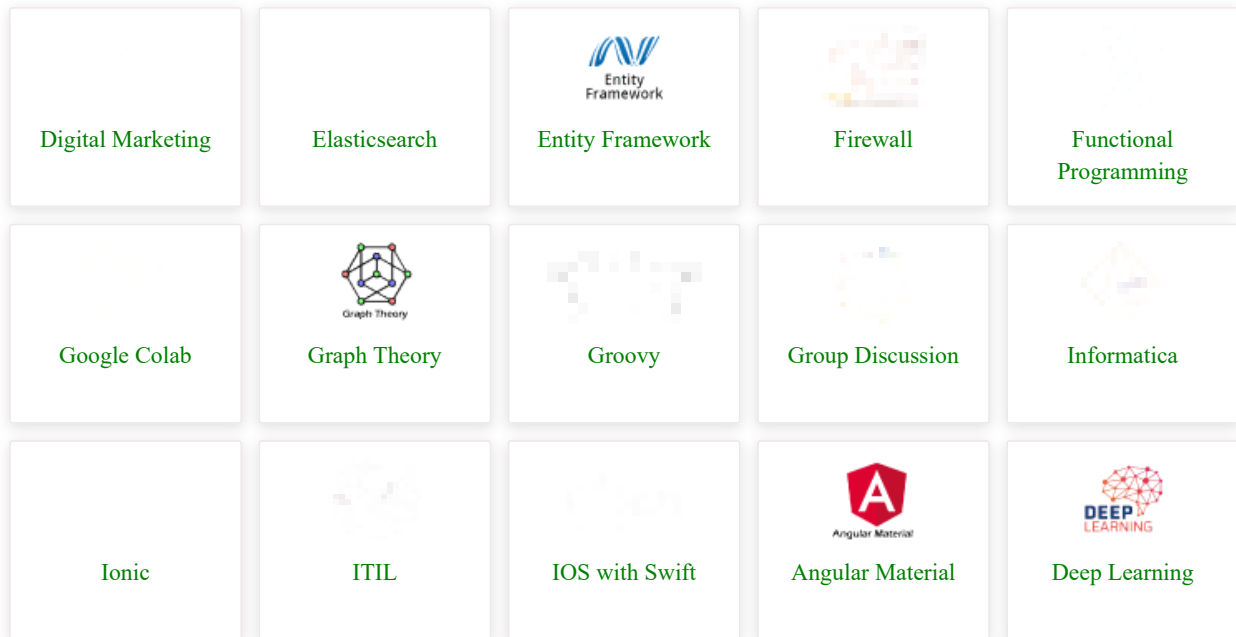 Entity
Framework
Digital Marketing
Elasticsearch
Entity Framework
Firewall
Functional
Programming
Graph Theory
Google Colab
Graph Theory
Groovy
Group Discussion
Informatica
Angular Material
DEEP
LEARNING
Ionic
ITIL
IOS with Swift
Angular Material
Deep Learning